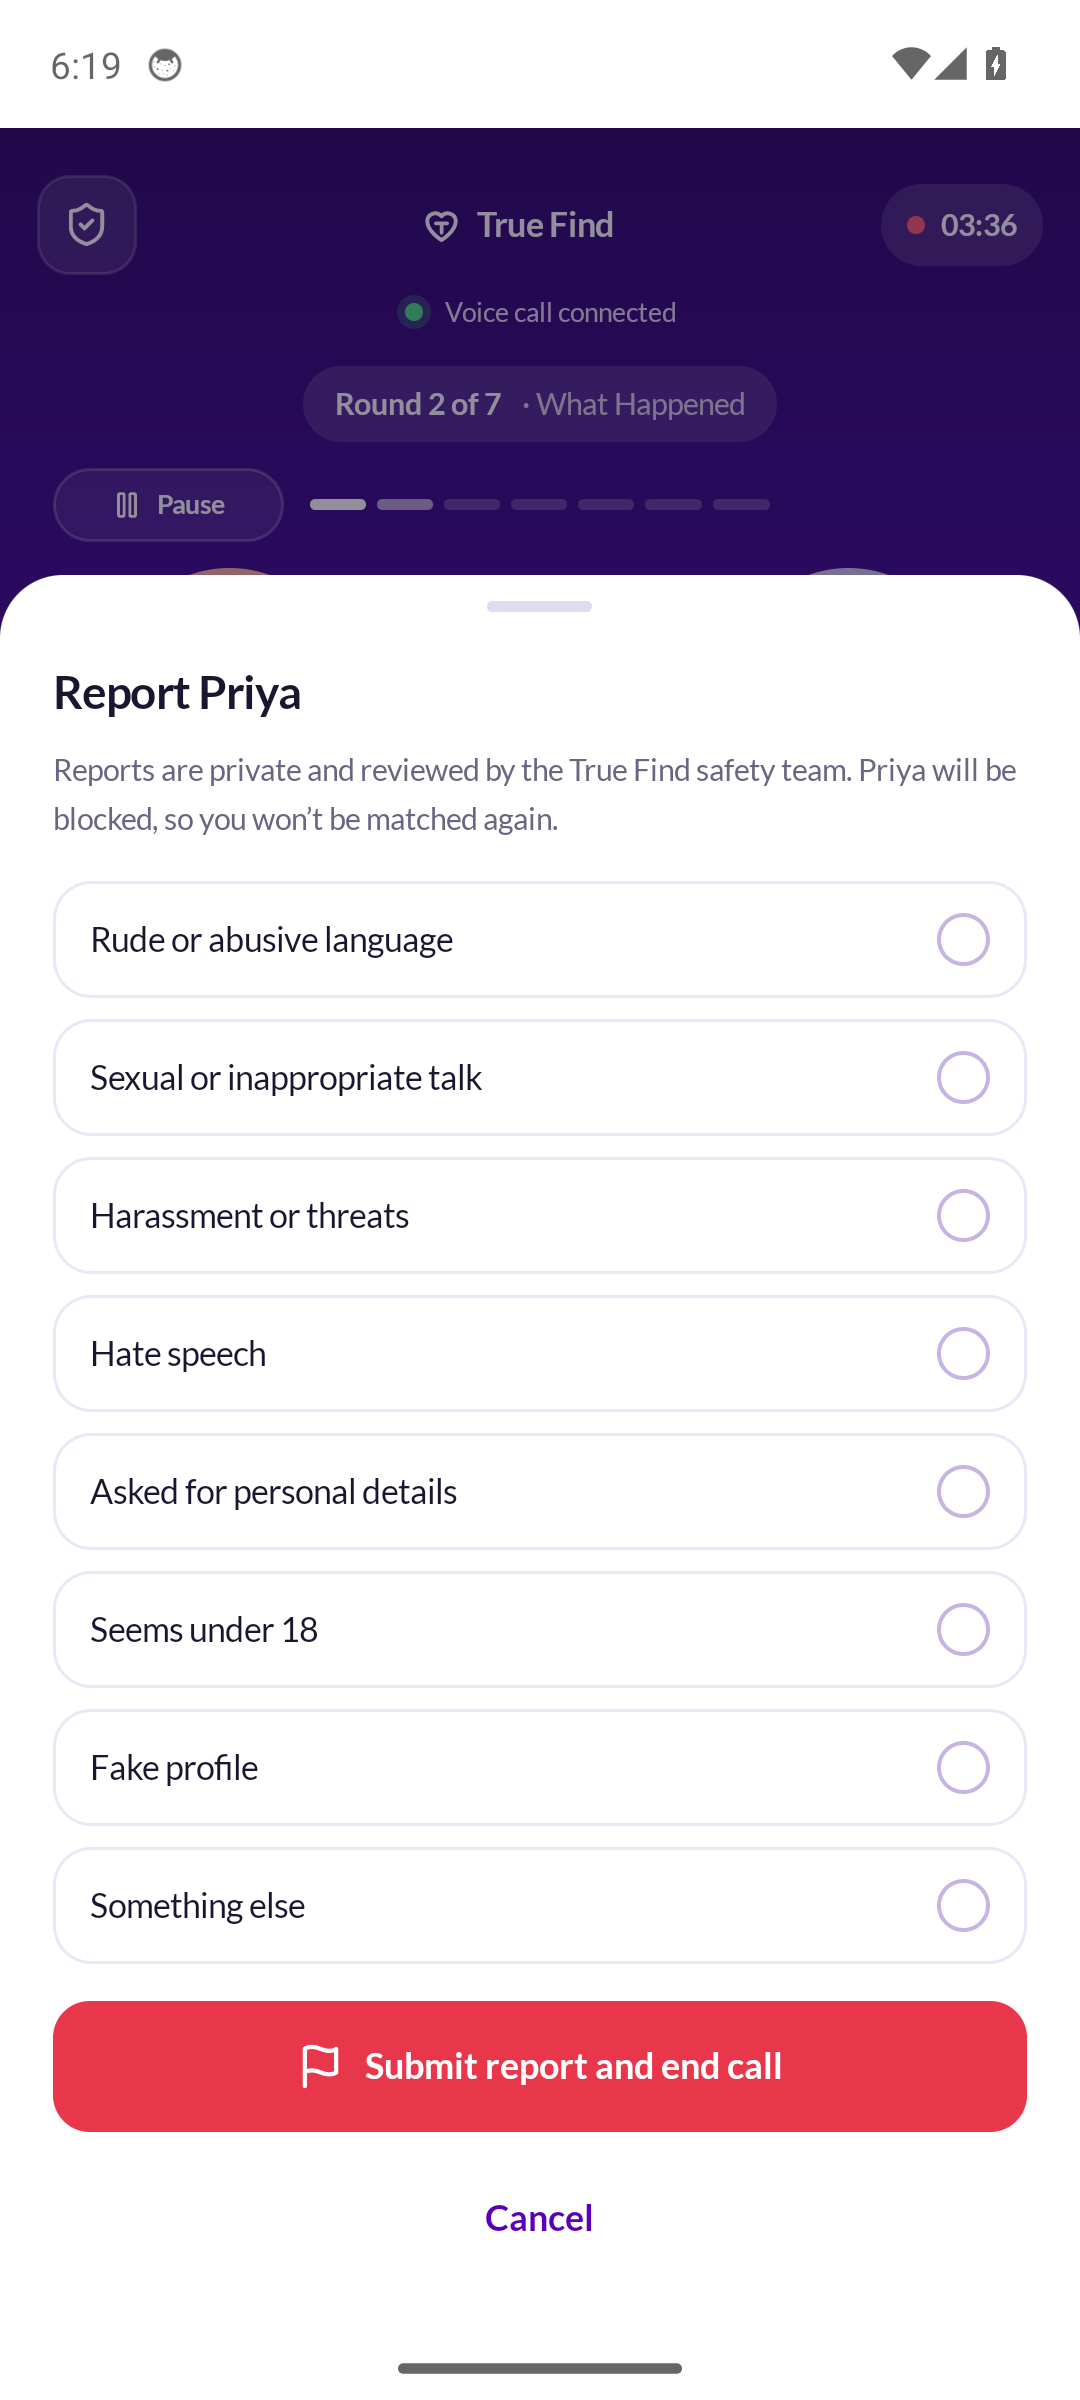 6:19
True Find
03:36
Voice call connected
Round 2 of 7 · What Happened
Pause
Report Priya
Reports are private and reviewed by the True Find safety team. Priya will be
blocked, so you won’t be matched again.
Rude or abusive language
Sexual or inappropriate talk
Harassment or threats
Hate speech
Asked for personal details
Seems under 18
Fake profile
Something else
Submit report and end call
Cancel